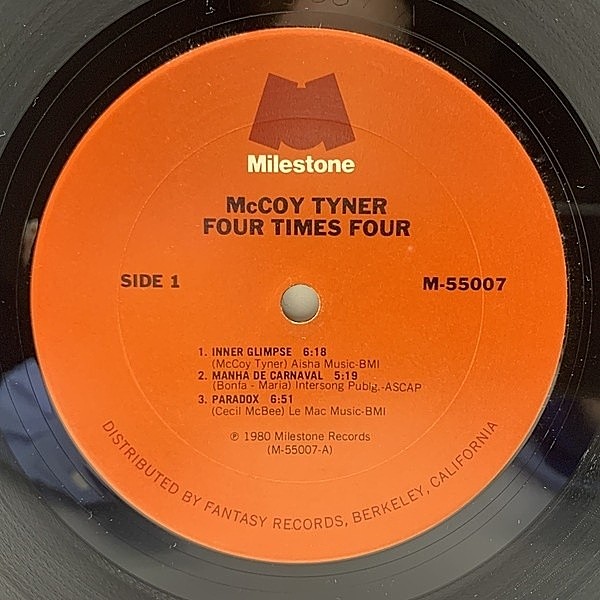 Milestone
McCOY TYNER
FOUR TIMES FOUR
SIDE 1
M-55007
1. INNER GLIMPSE 6:18
(McCoy Tyner) Aisha Music-BMI
2. MANHA DE CARNAVAL 5:19
(Bonfa - Maria) Intersong Publg.-ASCAP
3. PARADOX 6:51
(Cecil McBee) Le Mac Music-BMI
℗ 1980 Milestone Records
(M-55007-A)
DISTRIBUTED BY FANTASY RECORDS, BERKELEY, CALIFORNIA